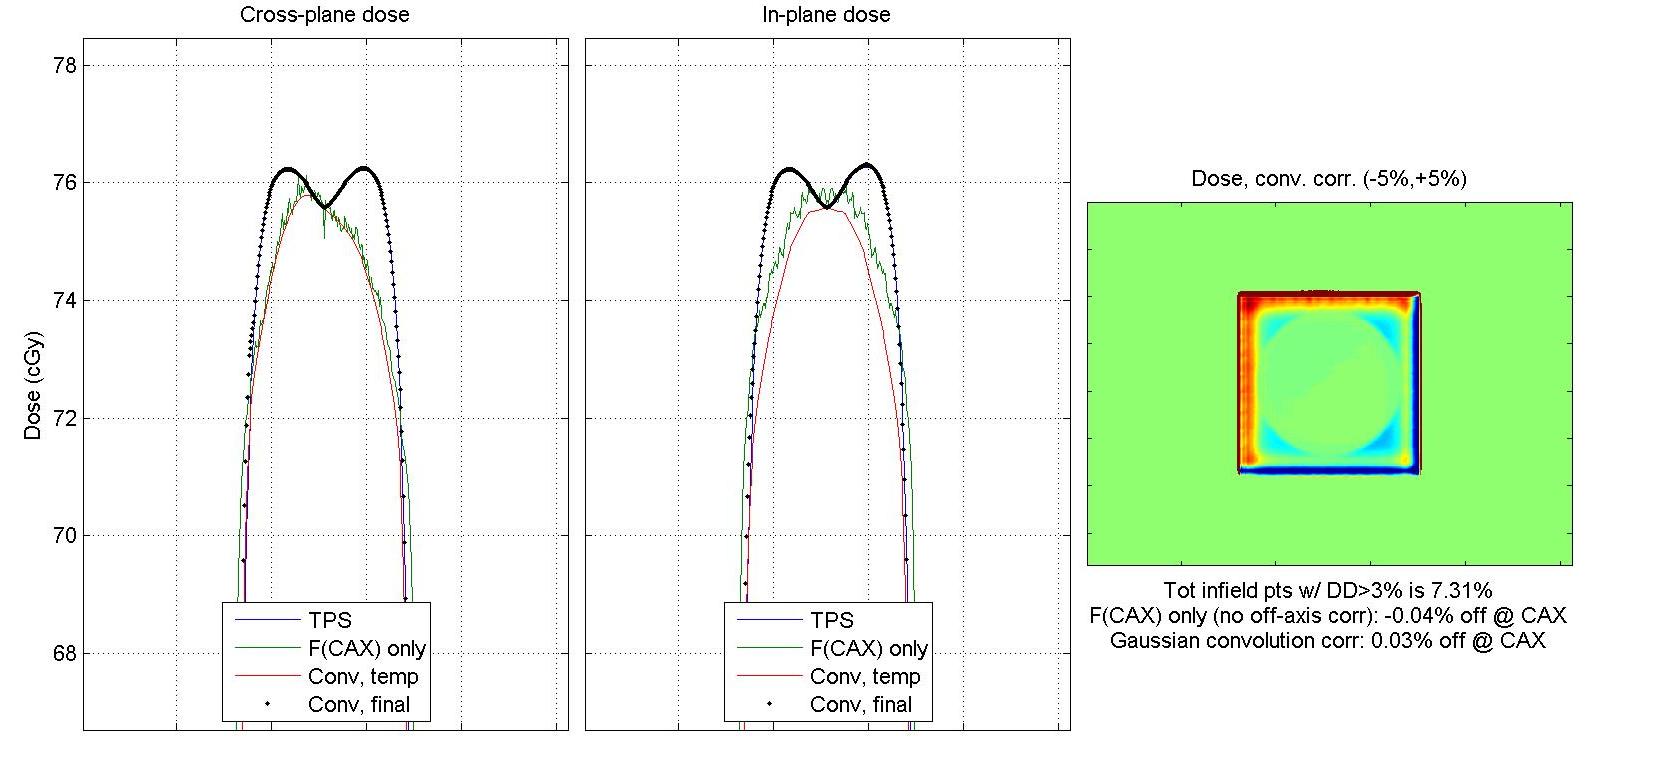 Cross-plane dose
In-plane dose
78
76
74
72
70
68
Dose (cGy)
TPS
F(CAX) only
Conv, temp
Conv, final
TPS
F(CAX) only
Conv, temp
Conv, final
Dose, conv. corr. (-5%,+5%)
Tot infield pts w/ DD>3% is 7.31%
F(CAX) only (no off-axis corr): -0.04% off @ CAX
Gaussian convolution corr: 0.03% off @ CAX